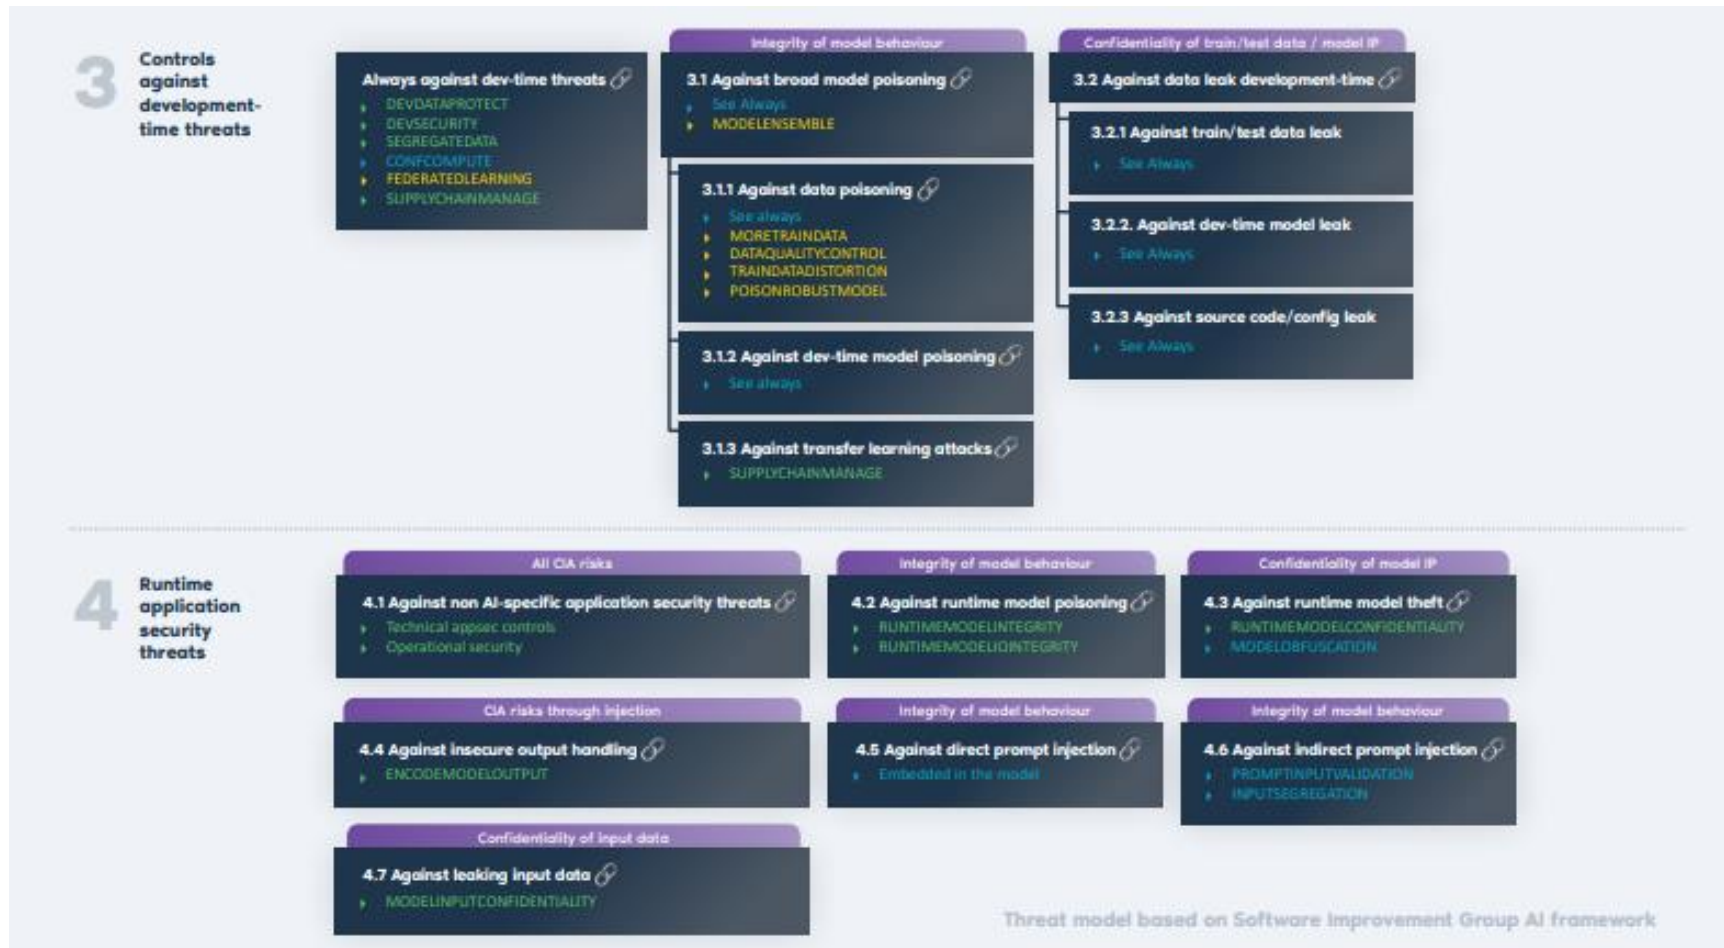 3
Controls
against
development-
time threats
Always against dev-time threats
DEVDATAPROTECT
DEVSECURITY
SEGREGATEDATA
CONFCOMPUTE
FEDERATEDLEARNING
SUPPLYCHAINMANAGE
Integrity of model behaviour
3.1 Against broad model poisoning
See Always
MODELENSEMBLE
3.1.1 Against data poisoning
See always
MORETRAINDATA
DATAQUALITYCONTROL
TRAINDATADISTORTION
POISONROBUSTMODEL
3.1.2 Against dev-time model poisoning
See always
3.1.3 Against transfer learning attacks
SUPPLYCHAINMANAGE
Confidentiality of train/test data / model IP
3.2 Against data leak development-time
3.2.1 Against train/test data leak
See Always
3.2.2. Against dev-time model leak
See Always
3.2.3 Against source code/config leak
See Always
4
Runtime
application
security
threats
All CIA risks
4.1 Against non AI-specific application security threats
Technical appsec controls
Operational security
Integrity of model behaviour
4.2 Against runtime model poisoning
RUNTIMEMODELINTEGRITY
RUNTIMEMODELIOINTEGRITY
Confidentiality of model IP
4.3 Against runtime model theft
RUNTIMEMODELCONFIDENTIALITY
MODELOBFUSCATION
CIA risks through injection
4.4 Against insecure output handling
ENCODEMODELOUTPUT
Integrity of model behaviour
4.5 Against direct prompt injection
Embedded in the model
Integrity of model behaviour
4.6 Against indirect prompt injection
PROMPTINPUTVALIDATION
INPUTSEGREGATION
Confidentiality of input data
4.7 Against leaking input data
MODELINPUTCONFIDENTIALITY
Threat model based on Software Improvement Group AI framework